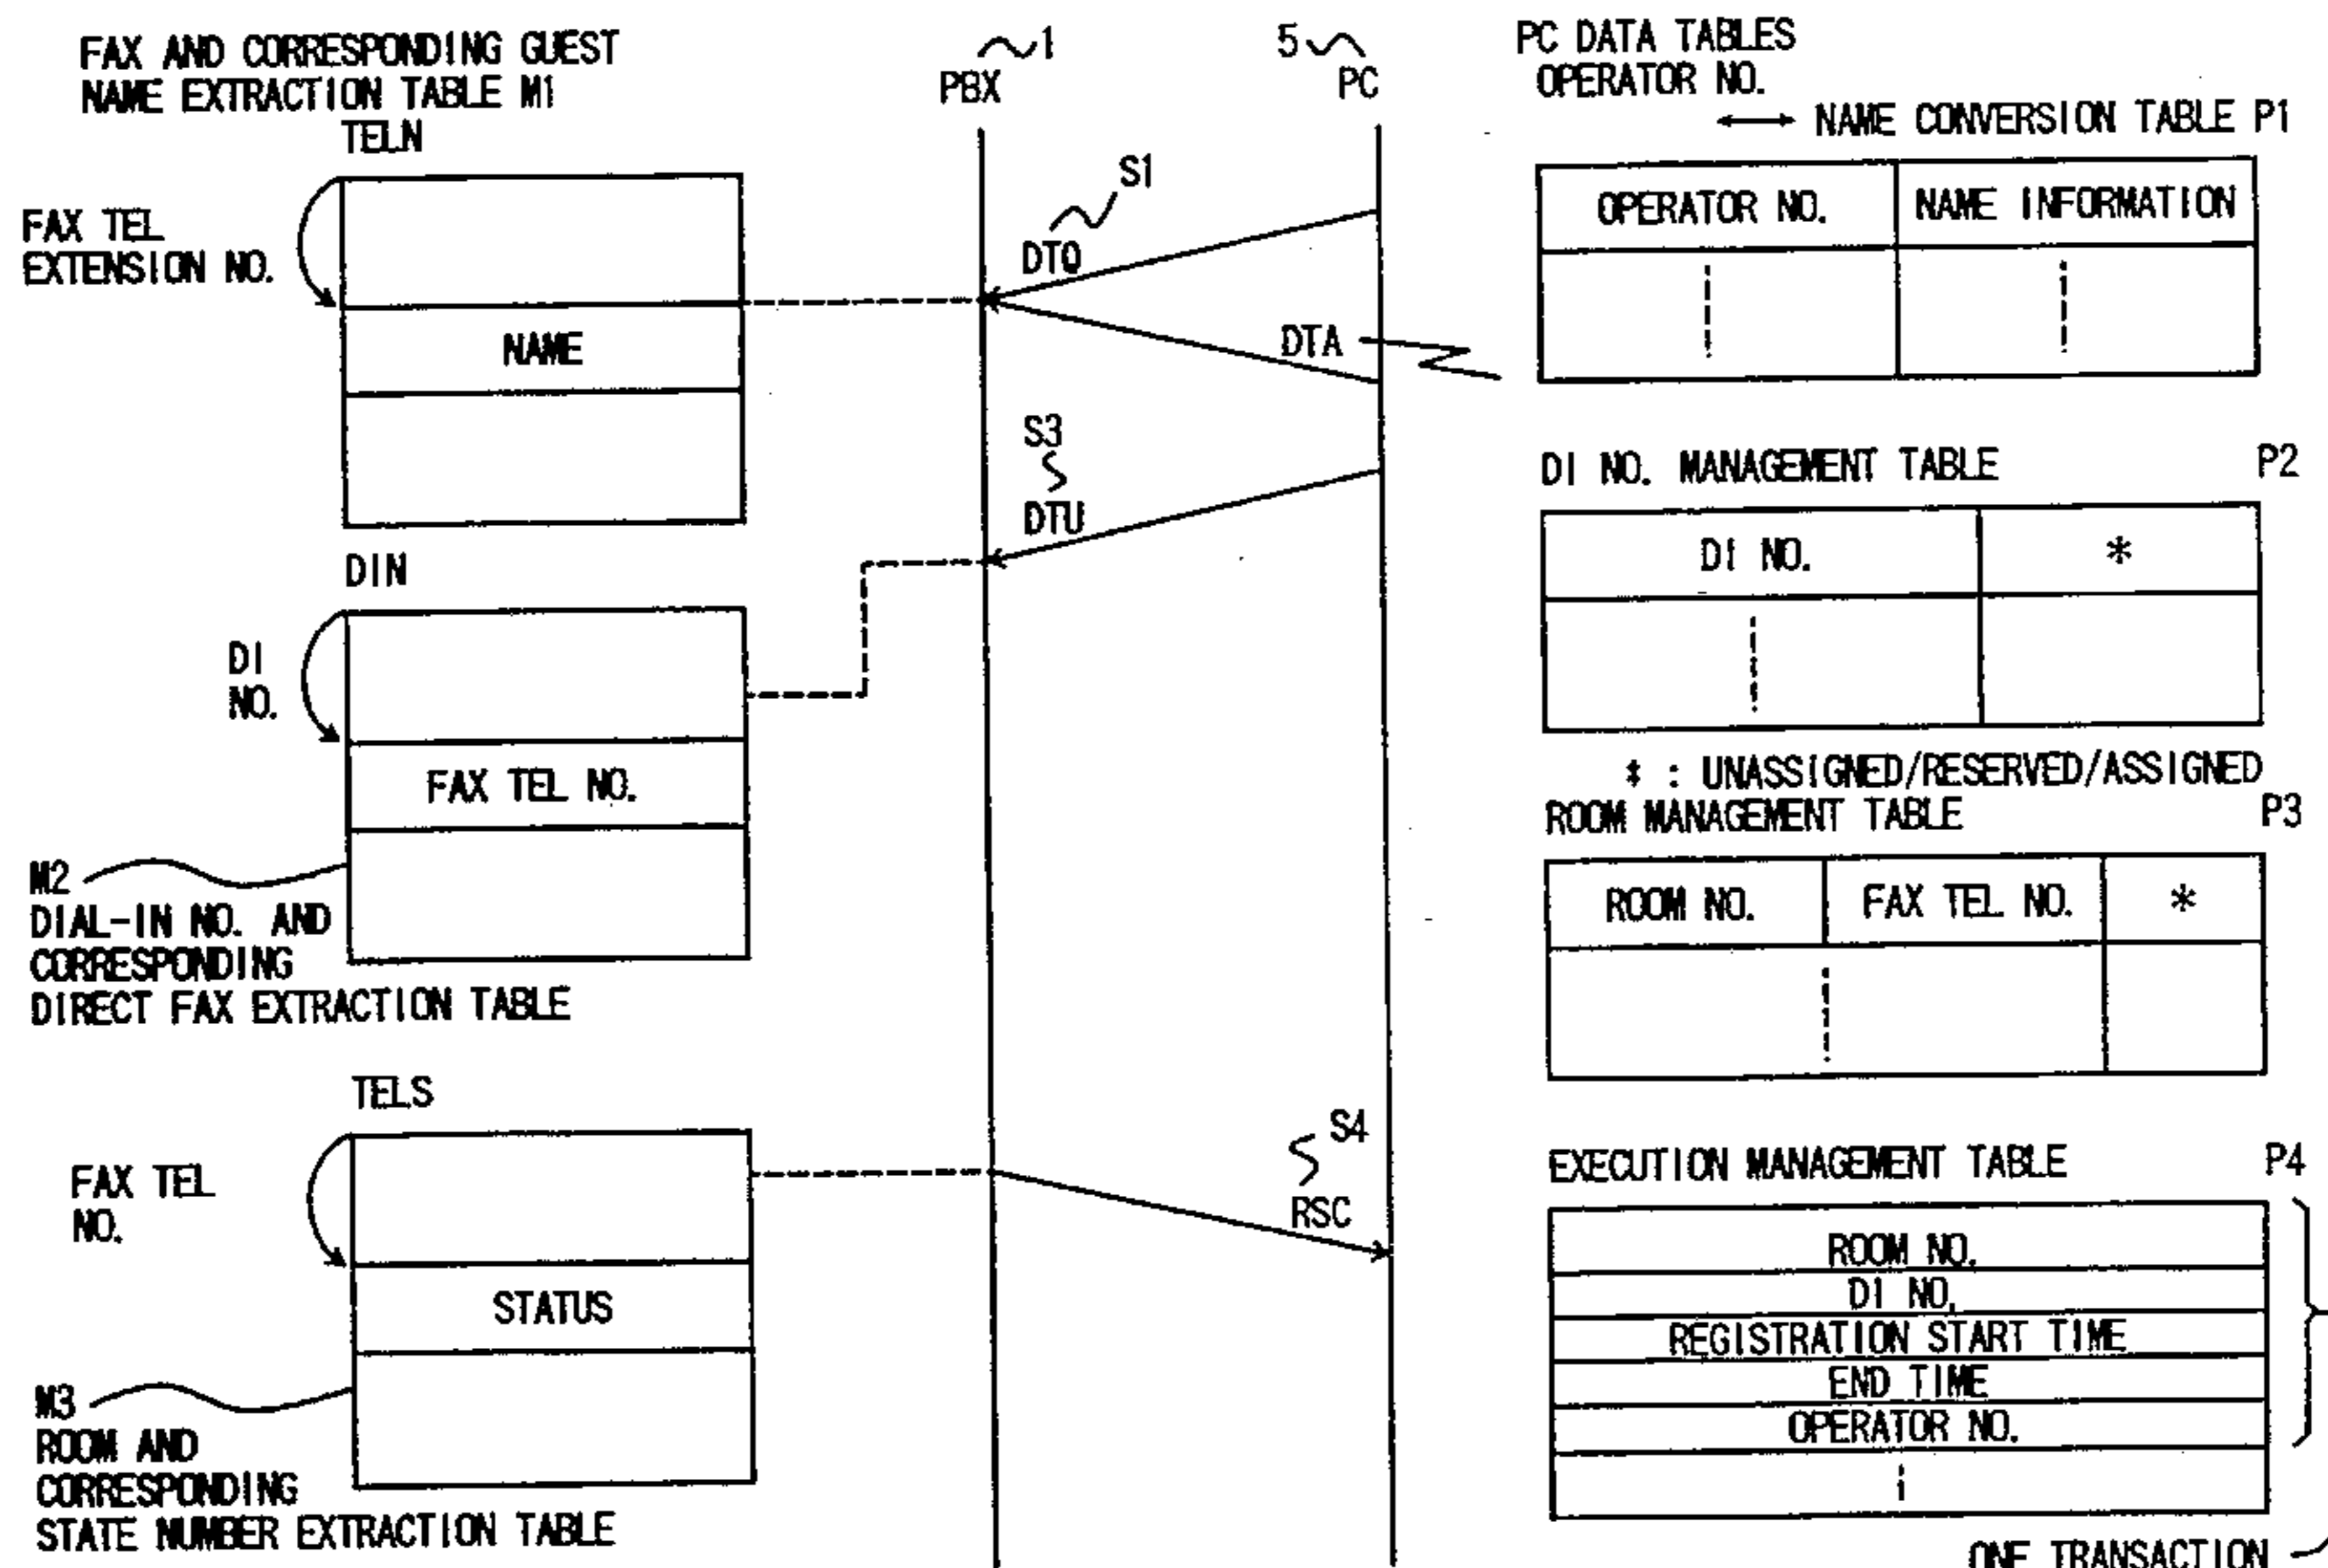 FAX AND CORRESPONDING GUEST
NAME EXTRACTION TABLE M1
TELN
FAX TEL
EXTENSION NO.
NAME
DIN
DI
NO.
FAX TEL NO.
M2
DIAL-IN NO. AND
CORRESPONDING
DIRECT FAX EXTRACTION TABLE
TELS
FAX TEL
NO.
STATUS
M3
ROOM AND
CORRESPONDING
STATE NUMBER EXTRACTION TABLE
1
PBX
5
PC
S1
DTQ
DTA
S3
DTU
S4
RSC
PC DATA TABLES
OPERATOR NO.
↔ NAME CONVERSION TABLE P1
OPERATOR NO. NAME INFORMATION
DI NO. MANAGEMENT TABLE P2
DI NO. *
* : UNASSIGNED/RESERVED/ASSIGNED
ROOM MANAGEMENT TABLE P3
ROOM NO. FAX TEL NO. *
EXECUTION MANAGEMENT TABLE P4
ROOM NO.
DI NO.
REGISTRATION START TIME
END TIME
OPERATOR NO.
ONE TRANSACTION